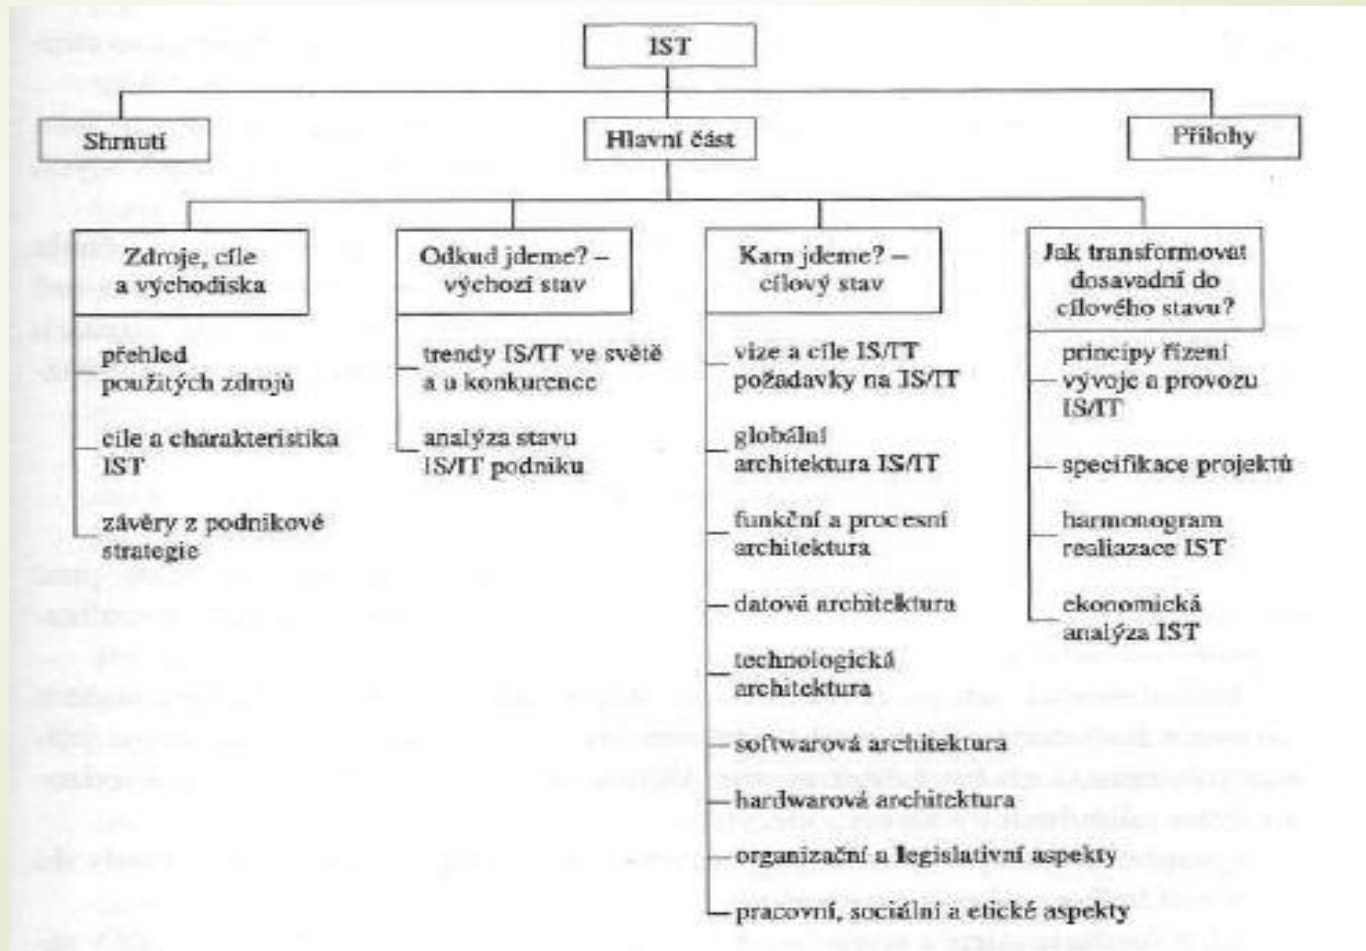 IST
Shrnutí
Hlavní část
Přílohy
Zdroje, cíle
a východiska
přehled
použitých zdrojů
cíle a charakteristika
IST
závěry z podnikové
strategie
Odkud jdeme? –
výchozí stav
trendy IS/IT ve světě
a u konkurence
analýza stavu
IS/IT podniku
Kam jdeme? –
cílový stav
vize a cíle IS/IT
požadavky na IS/IT
globální
architektura IS/IT
funkční a procesní
architektura
datová architektura
technologická
architektura
softwarová architektura
hardwarová architektura
organizační a legislativní aspekty
pracovní, sociální a etické aspekty
Jak transformovat
dosavadní do
cílového stavu?
principy řízení
vývoje a provozu
IS/IT
specifikace projektů
harmonogram
realiazace IST
ekonomická
analýza IST